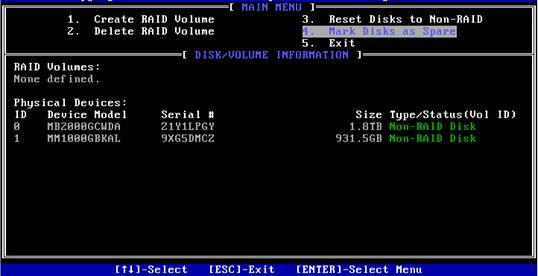 [ MAIN MENU ]
1. Create RAID Volume
3. Reset Disks to Non-RAID
2. Delete RAID Volume
4. Mark Disks as Spare
5. Exit
[ DISK/VOLUME INFORMATION ]
RAID Volumes:
None defined.
Physical Devices:
ID Device Model Serial # Size Type/Status(Vol ID)
0 MB2000GCWDA Z1Y1LPGY 1.8TB Non-RAID Disk
1 MM1000GBKAL 9XG5DMCZ 931.5GB Non-RAID Disk
[↑↓]-Select [ESC]-Exit [ENTER]-Select Menu